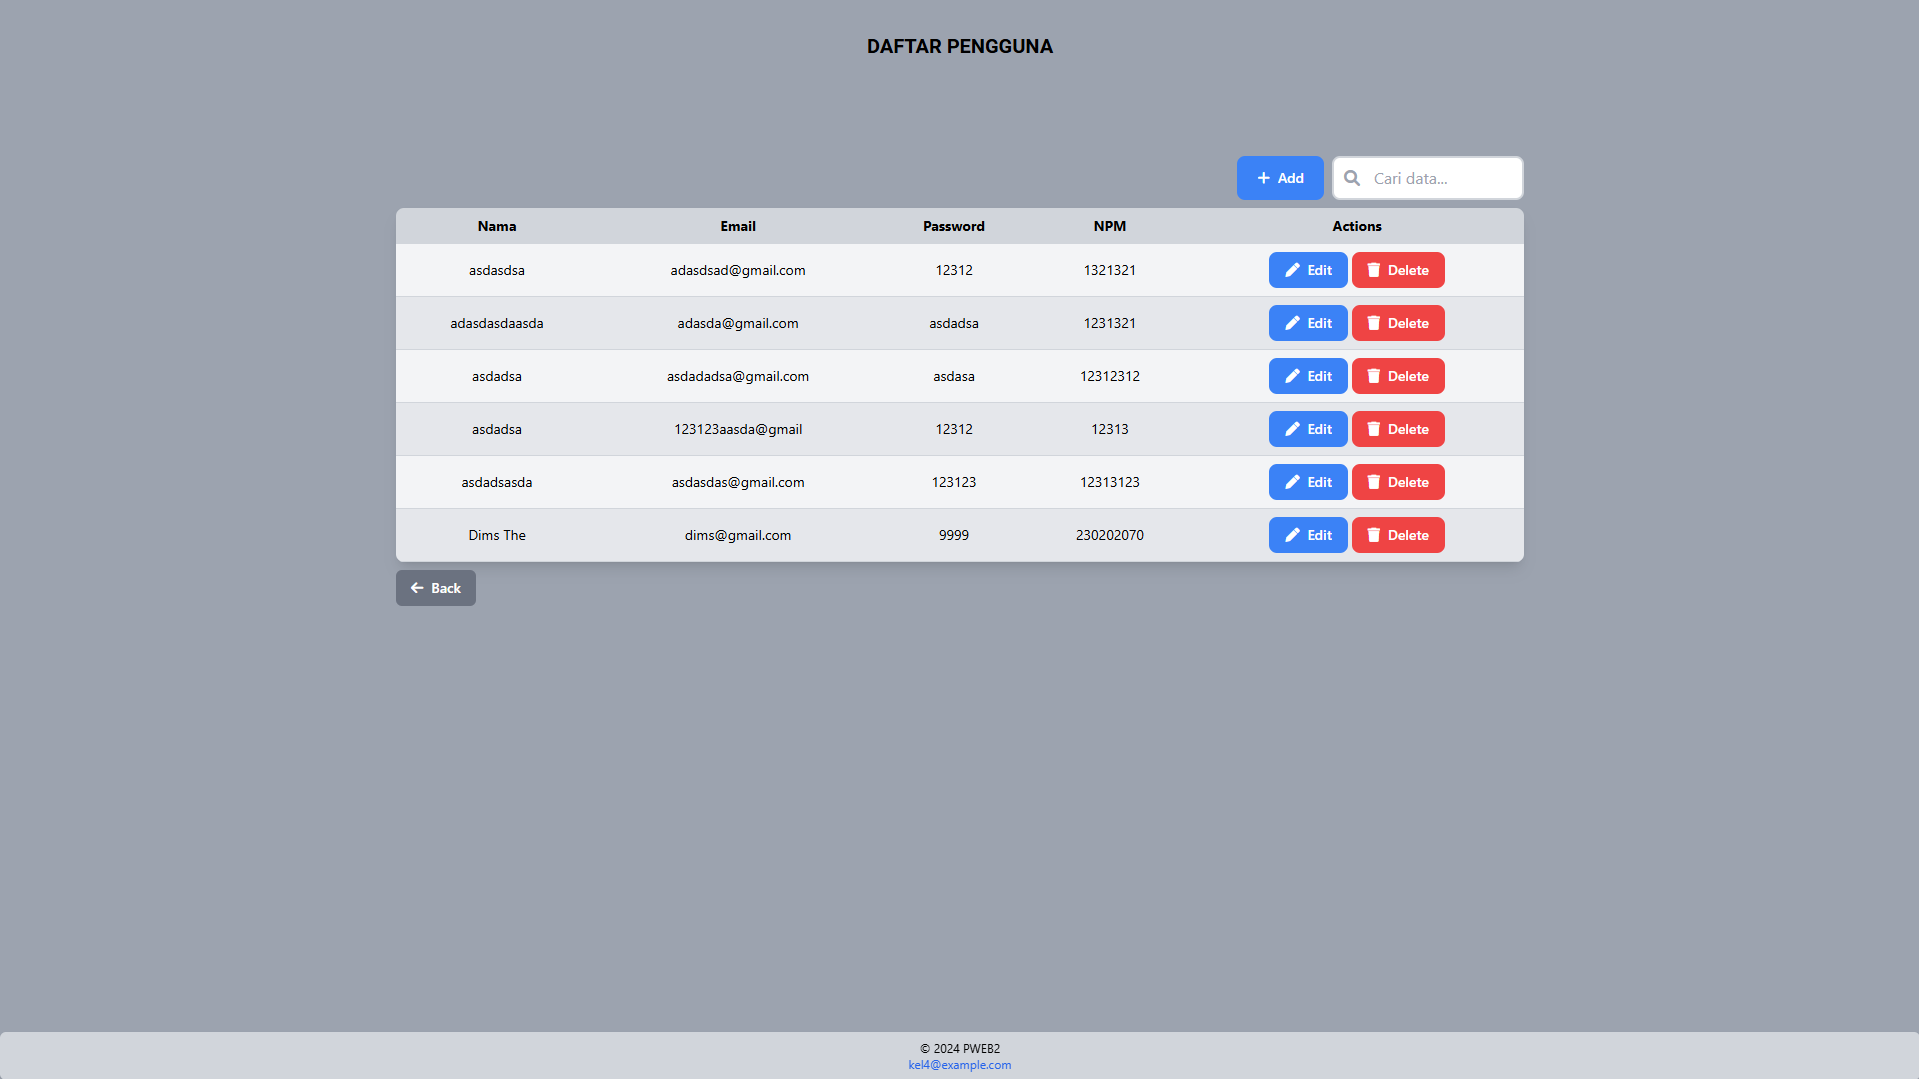 DAFTAR PENGGUNA
Add Cari data...
Nama Email Password NPM Actions
asdasdsa adasdsad@gmail.com 12312 1321321 Edit Delete
adasdasdaasda adasda@gmail.com asdadsa 1231321 Edit Delete
asdadsa asdadadsa@gmail.com asdasa 12312312 Edit Delete
asdadsa 123123aasda@gmail 12312 12313 Edit Delete
asdadsasda asdasdas@gmail.com 123123 12313123 Edit Delete
Dims The dims@gmail.com 9999 230202070 Edit Delete
Back
© 2024 PWEB2
kel4@example.com